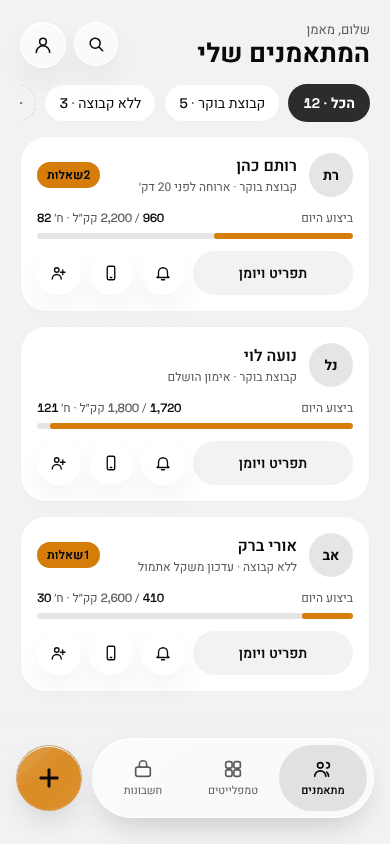 שלום, מאמן
המתאמנים שלי
הכל · 12
קבוצת בוקר · 5
ללא קבוצה · 3
רת
רותם כהן
קבוצת בוקר · ארוחה לפני 20 דק׳
2שאלות
ביצוע היום
960 / 2,200 קק״ל · ח׳ 82
תפריט ויומן
נל
נועה לוי
קבוצת בוקר · אימון הושלם
ביצוע היום
1,720 / 1,800 קק״ל · ח׳ 121
תפריט ויומן
אב
אורי ברק
ללא קבוצה · עדכון משקל אתמול
1שאלות
ביצוע היום
410 / 2,600 קק״ל · ח׳ 30
תפריט ויומן
מתאמנים
טמפלייטים
חשבונות